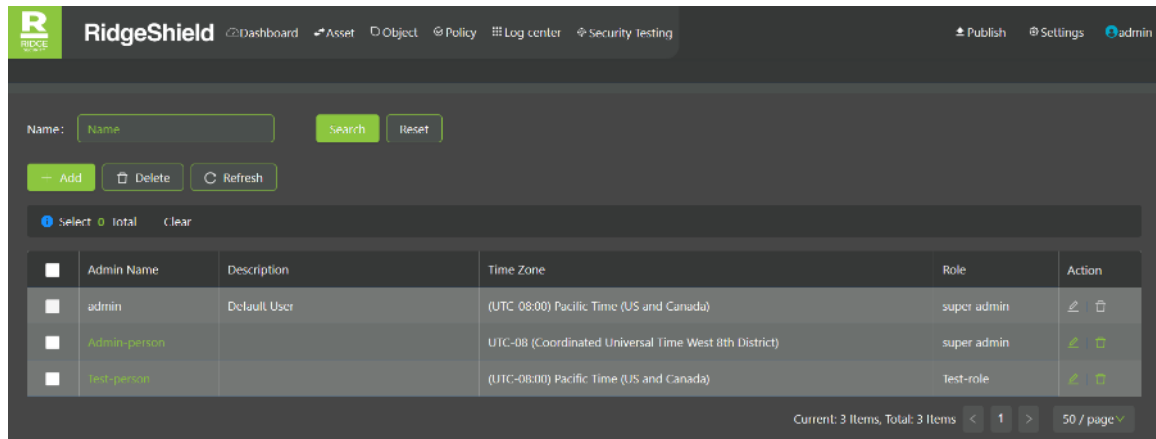 RIDGE
RidgeShield Dashboard Asset Object Policy Log center Security Testing Publish Settings admin
Name: Name Search Reset
Add Delete Refresh
Select 0 Total Clear
Admin Name Description Time Zone Role Action
admin Default User (UTC-08:00) Pacific Time (US and Canada) super admin
Admin-person UTC-08 (Coordinated Universal Time West 8th District) super admin
Test-person (UTC-08:00) Pacific Time (US and Canada) Test-role
Current: 3 Items, Total: 3 Items < 1 > 50 / page